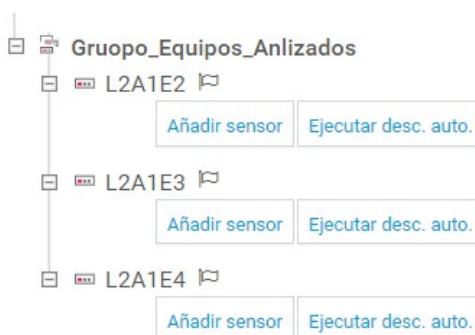 Gruopo_Equipos_Anlizados
L2A1E2
Añadir sensor Ejecutar desc. auto.
L2A1E3
Añadir sensor Ejecutar desc. auto.
L2A1E4
Añadir sensor Ejecutar desc. auto.